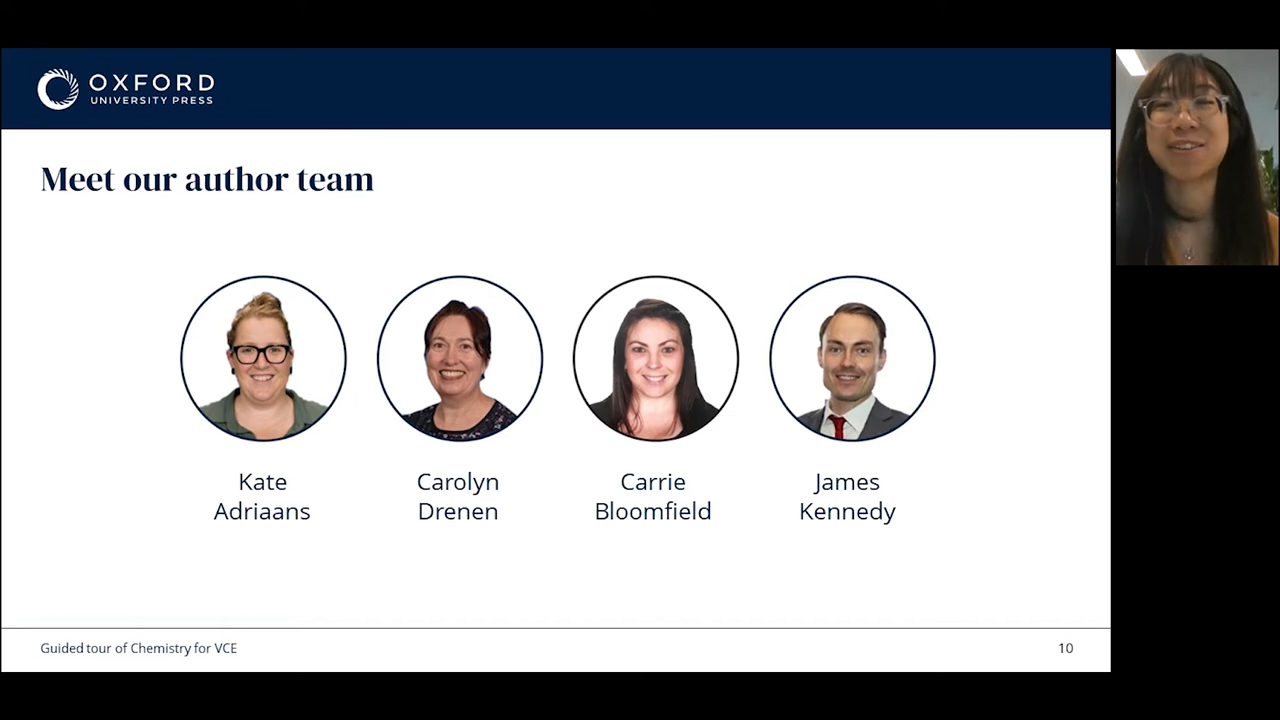 OXFORD
UNIVERSITY PRESS
Meet our author team
Kate
Adriaans
Carolyn
Drenen
Carrie
Bloomfield
James
Kennedy
Guided tour of Chemistry for VCE
10